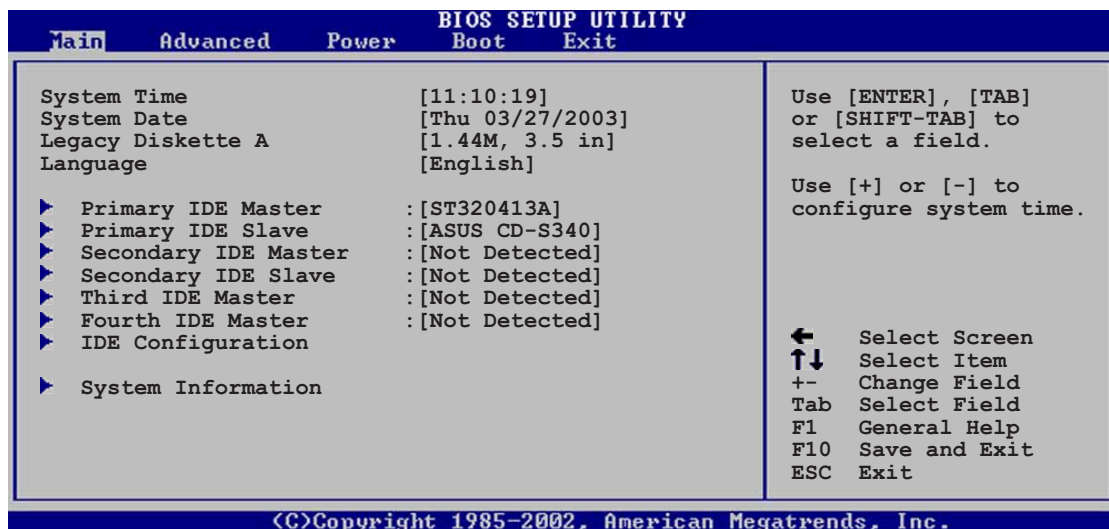 BIOS SETUP UTILITY
Main Advanced Power Boot Exit
System Time [11:10:19]
System Date [Thu 03/27/2003]
Legacy Diskette A [1.44M, 3.5 in]
Language [English]
Primary IDE Master :[ST320413A]
Primary IDE Slave :[ASUS CD-S340]
Secondary IDE Master :[Not Detected]
Secondary IDE Slave :[Not Detected]
Third IDE Master :[Not Detected]
Fourth IDE Master :[Not Detected]
IDE Configuration
System Information
Use [ENTER], [TAB]
or [SHIFT-TAB] to
select a field.
Use [+] or [-] to
configure system time.
← Select Screen
↑↓ Select Item
+- Change Field
Tab Select Field
F1 General Help
F10 Save and Exit
ESC Exit
(C)Copyright 1985-2002, American Megatrends, Inc.